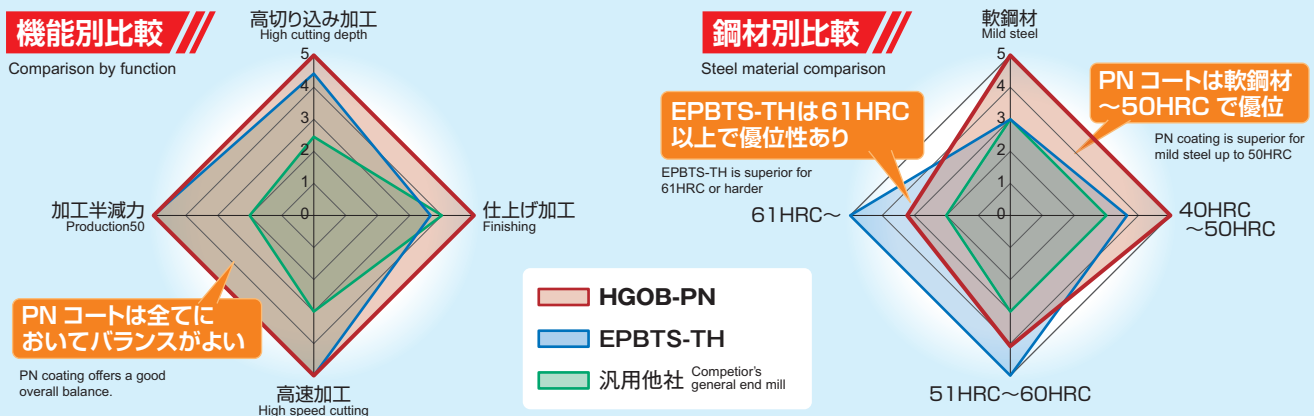 機能別比較
Comparison by function
高切り込み加工
High cutting depth
5
4
3
2
1
0
加工半減力
Production50
仕上げ加工
Finishing
PN コートは全てに
おいてバランスがよい
PN coating offers a good
overall balance.
高速加工
High speed cutting
鋼材別比較
Steel material comparison
軟鋼材
Mild steel
5
4
3
2
1
0
EPBTS-THは61HRC
以上で優位性あり
EPBTS-TH is superior for
61HRC or harder
PN コートは軟鋼材
～50HRC で優位
PN coating is superior for
mild steel up to 50HRC
61HRC～
40HRC
～50HRC
51HRC～60HRC
HGOB-PN
EPBTS-TH
汎用他社 Competior's
general end mill